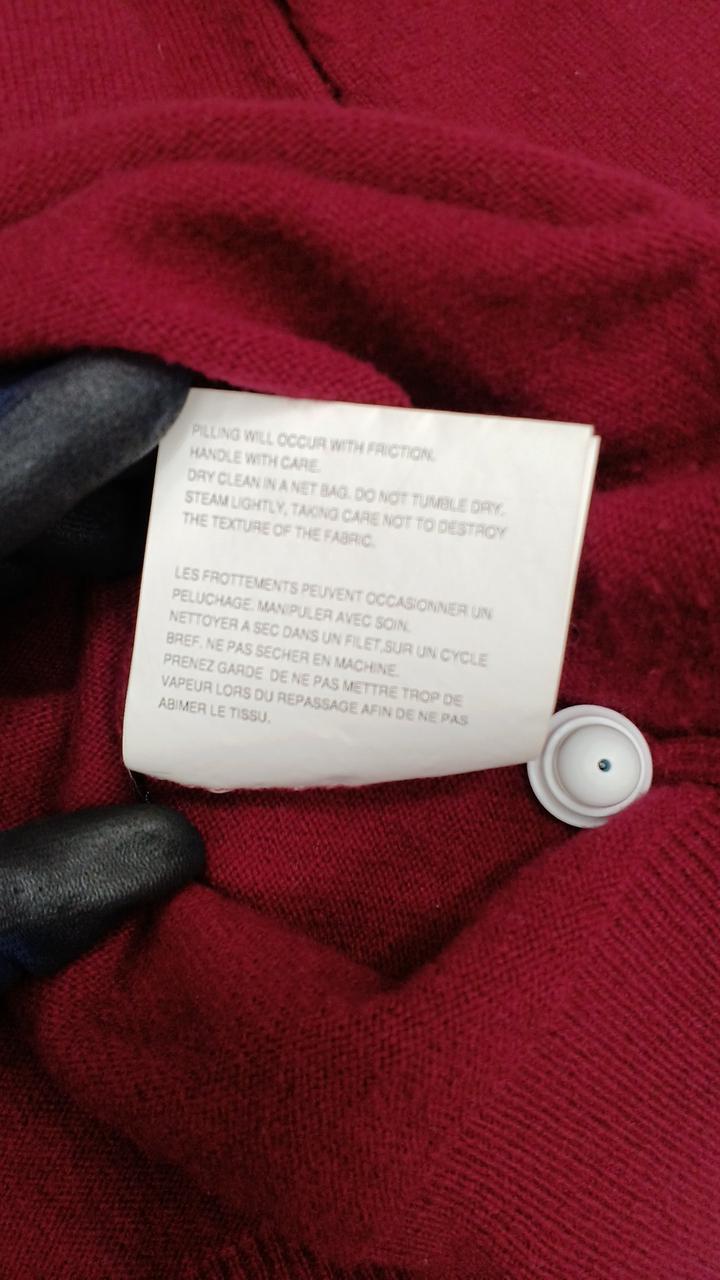 PILLING WILL OCCUR WITH FRICTION.
HANDLE WITH CARE.
DRY CLEAN IN A NET BAG. DO NOT TUMBLE DRY.
STEAM LIGHTLY, TAKING CARE NOT TO DESTROY
THE TEXTURE OF THE FABRIC.
LES FROTTEMENTS PEUVENT OCCASIONNER UN
PELUCHAGE. MANIPULER AVEC SOIN.
NETTOYER A SEC DANS UN FILET,SUR UN CYCLE
BREF. NE PAS SECHER EN MACHINE.
PRENEZ GARDE DE NE PAS METTRE TROP DE
VAPEUR LORS DU REPASSAGE AFIN DE NE PAS
ABIMER LE TISSU.